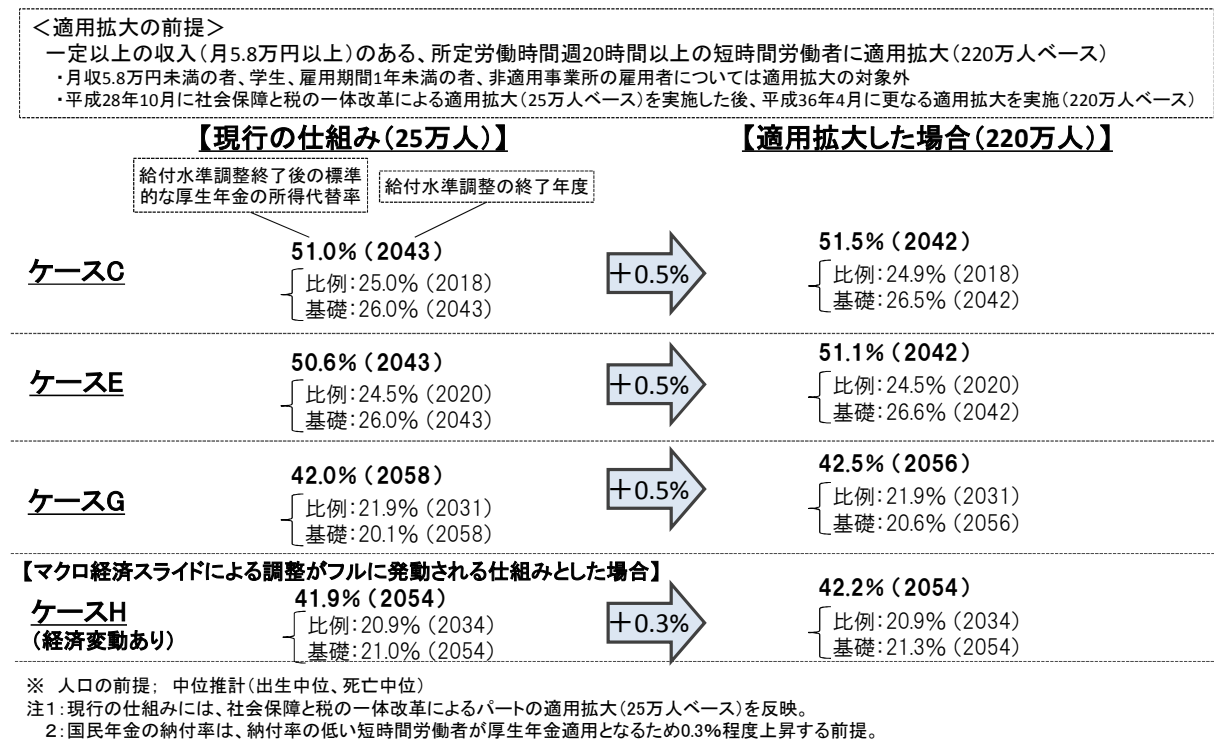 ＜適用拡大の前提＞
一定以上の収入(月5.8万円以上)のある、所定労働時間週20時間以上の短時間労働者に適用拡大(220万人ベース)
・月収5.8万円未満の者、学生、雇用期間1年未満の者、非適用事業所の雇用者については適用拡大の対象外
・平成28年10月に社会保障と税の一体改革による適用拡大(25万人ベース)を実施した後、平成36年4月に更なる適用拡大を実施(220万人ベース)
【現行の仕組み(25万人)】
【適用拡大した場合(220万人)】
給付水準調整終了後の標準
的な厚生年金の所得代替率
給付水準調整の終了年度
ケースC
51.0% (2043)
比例:25.0% (2018)
基礎:26.0% (2043)
＋0.5%
51.5% (2042)
比例:24.9% (2018)
基礎:26.5% (2042)
ケースE
50.6% (2043)
比例:24.5% (2020)
基礎:26.0% (2043)
＋0.5%
51.1% (2042)
比例:24.5% (2020)
基礎:26.6% (2042)
ケースG
42.0% (2058)
比例:21.9% (2031)
基礎:20.1% (2058)
＋0.5%
42.5% (2056)
比例:21.9% (2031)
基礎:20.6% (2056)
【マクロ経済スライドによる調整がフルに発動される仕組みとした場合】
ケースH
(経済変動あり)
41.9% (2054)
比例:20.9% (2034)
基礎:21.0% (2054)
＋0.3%
42.2% (2054)
比例:20.9% (2034)
基礎:21.3% (2054)
※ 人口の前提; 中位推計(出生中位、死亡中位)
注1:現行の仕組みには、社会保障と税の一体改革によるパートの適用拡大(25万人ベース)を反映。
2:国民年金の納付率は、納付率の低い短時間労働者が厚生年金適用となるため0.3%程度上昇する前提。